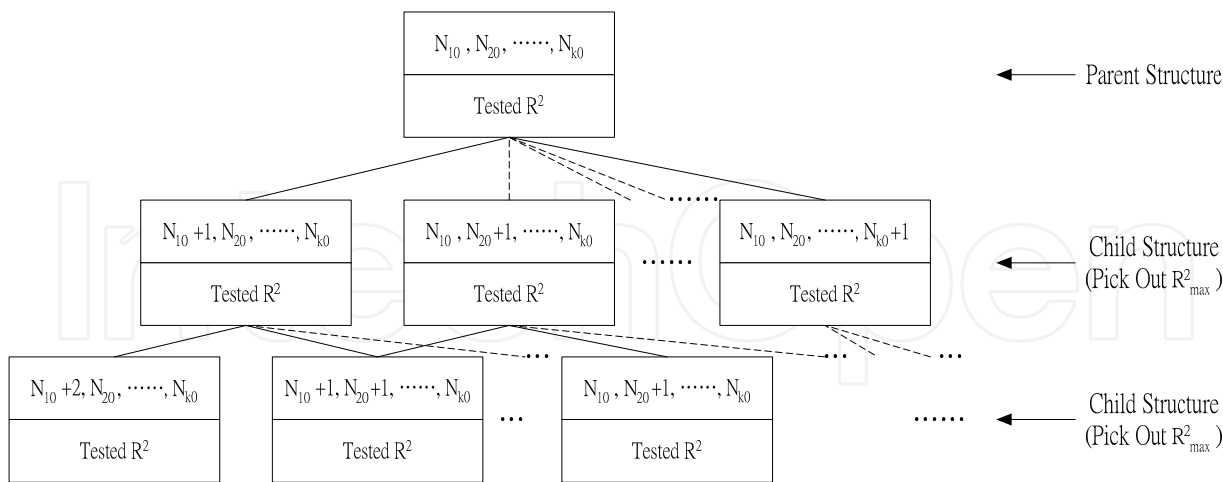 N₁₀ , N₂₀, ······, Nₖ₀
Tested R²
Parent Structure
······
N₁₀ +1, N₂₀, ······, Nₖ₀
Tested R²
N₁₀ , N₂₀+1, ······, Nₖ₀
Tested R²
······
N₁₀ , N₂₀, ······, Nₖ₀+1
Tested R²
Child Structure
(Pick Out R²max )
···
···
···
N₁₀ +2, N₂₀, ······, Nₖ₀
Tested R²
N₁₀ +1, N₂₀+1, ······, Nₖ₀
Tested R²
···
N₁₀ , N₂₀+1, ······, Nₖ₀
Tested R²
······
Child Structure
(Pick Out R²max )
IntechOpen